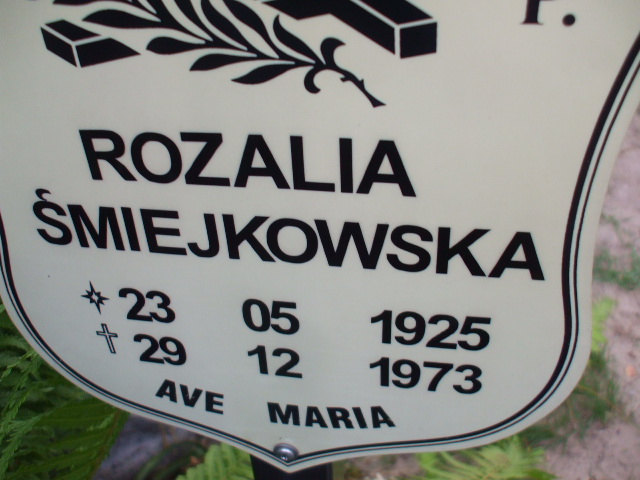 P.
ROZALIA
ŚMIEJKOWSKA
23 05 1925
29 12 1973
AVE MARIA